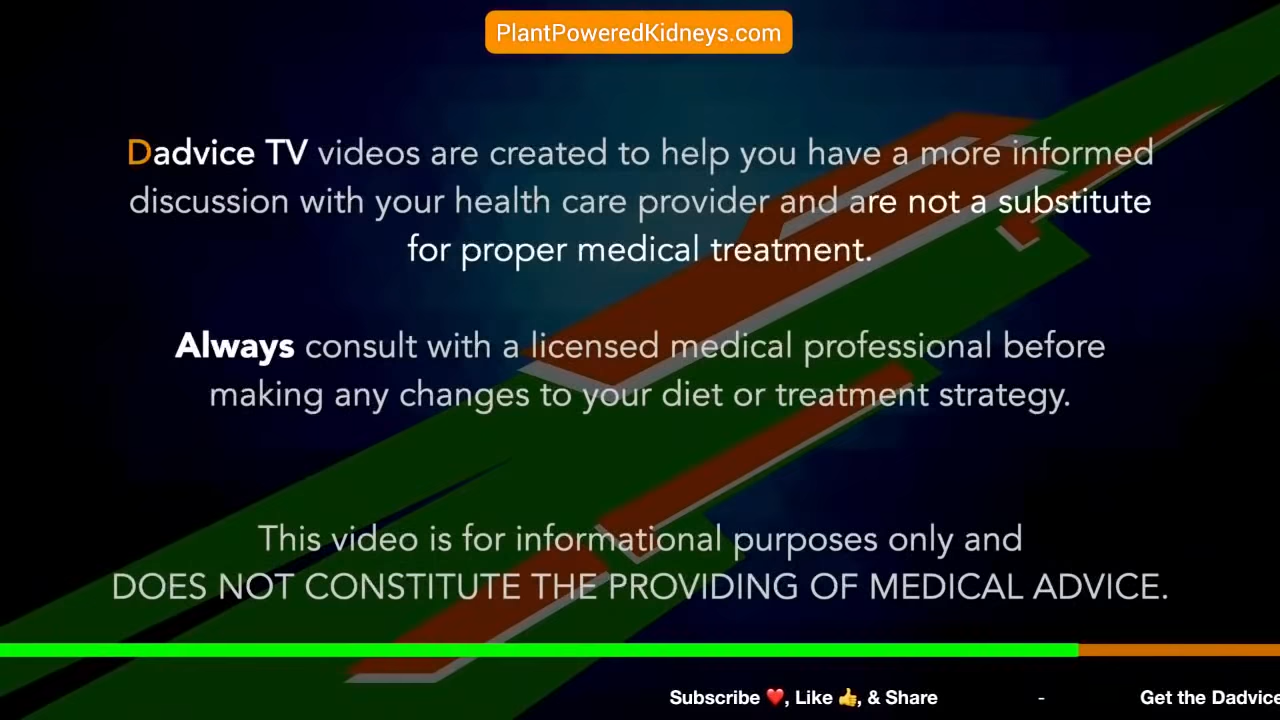 PlantPoweredKidneys.com
Dadvice TV videos are created to help you have a more informed
discussion with your health care provider and are not a substitute
for proper medical treatment.
Always consult with a licensed medical professional before
making any changes to your diet or treatment strategy.
This video is for informational purposes only and
DOES NOT CONSTITUTE THE PROVIDING OF MEDICAL ADVICE.
Subscribe ❤️, Like 👍, & Share - Get the Dadvice